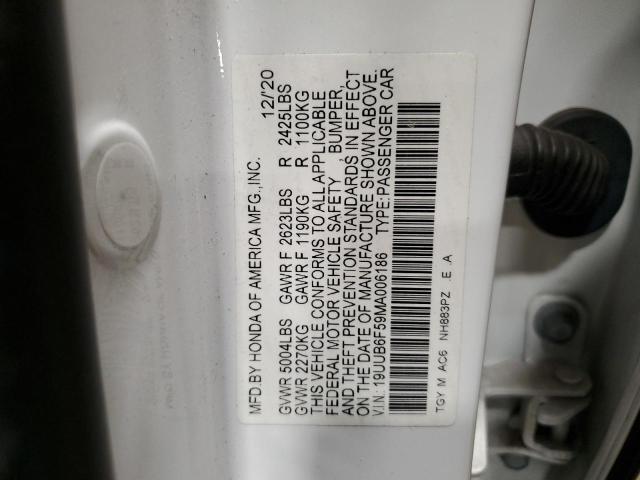 MFD.BY HONDA OF AMERICA MFG.,INC. 12/'20
GVWR 5004LBS GAWR F 2623LBS R 2425LBS
GVWR 2270KG GAWR F 1190KG R 1100KG
THIS VEHICLE CONFORMS TO ALL APPLICABLE
FEDERAL MOTOR VEHICLE SAFETY BUMPER,
AND THEFT PREVENTION STANDARDS IN EFFECT
ON THE DATE OF MANUFACTURE SHOWN ABOVE.
V.I.N: 19UUB6F59MA006186 TYPE:PASSENGER CAR
TGY M AC6 NH883PZ .E .A